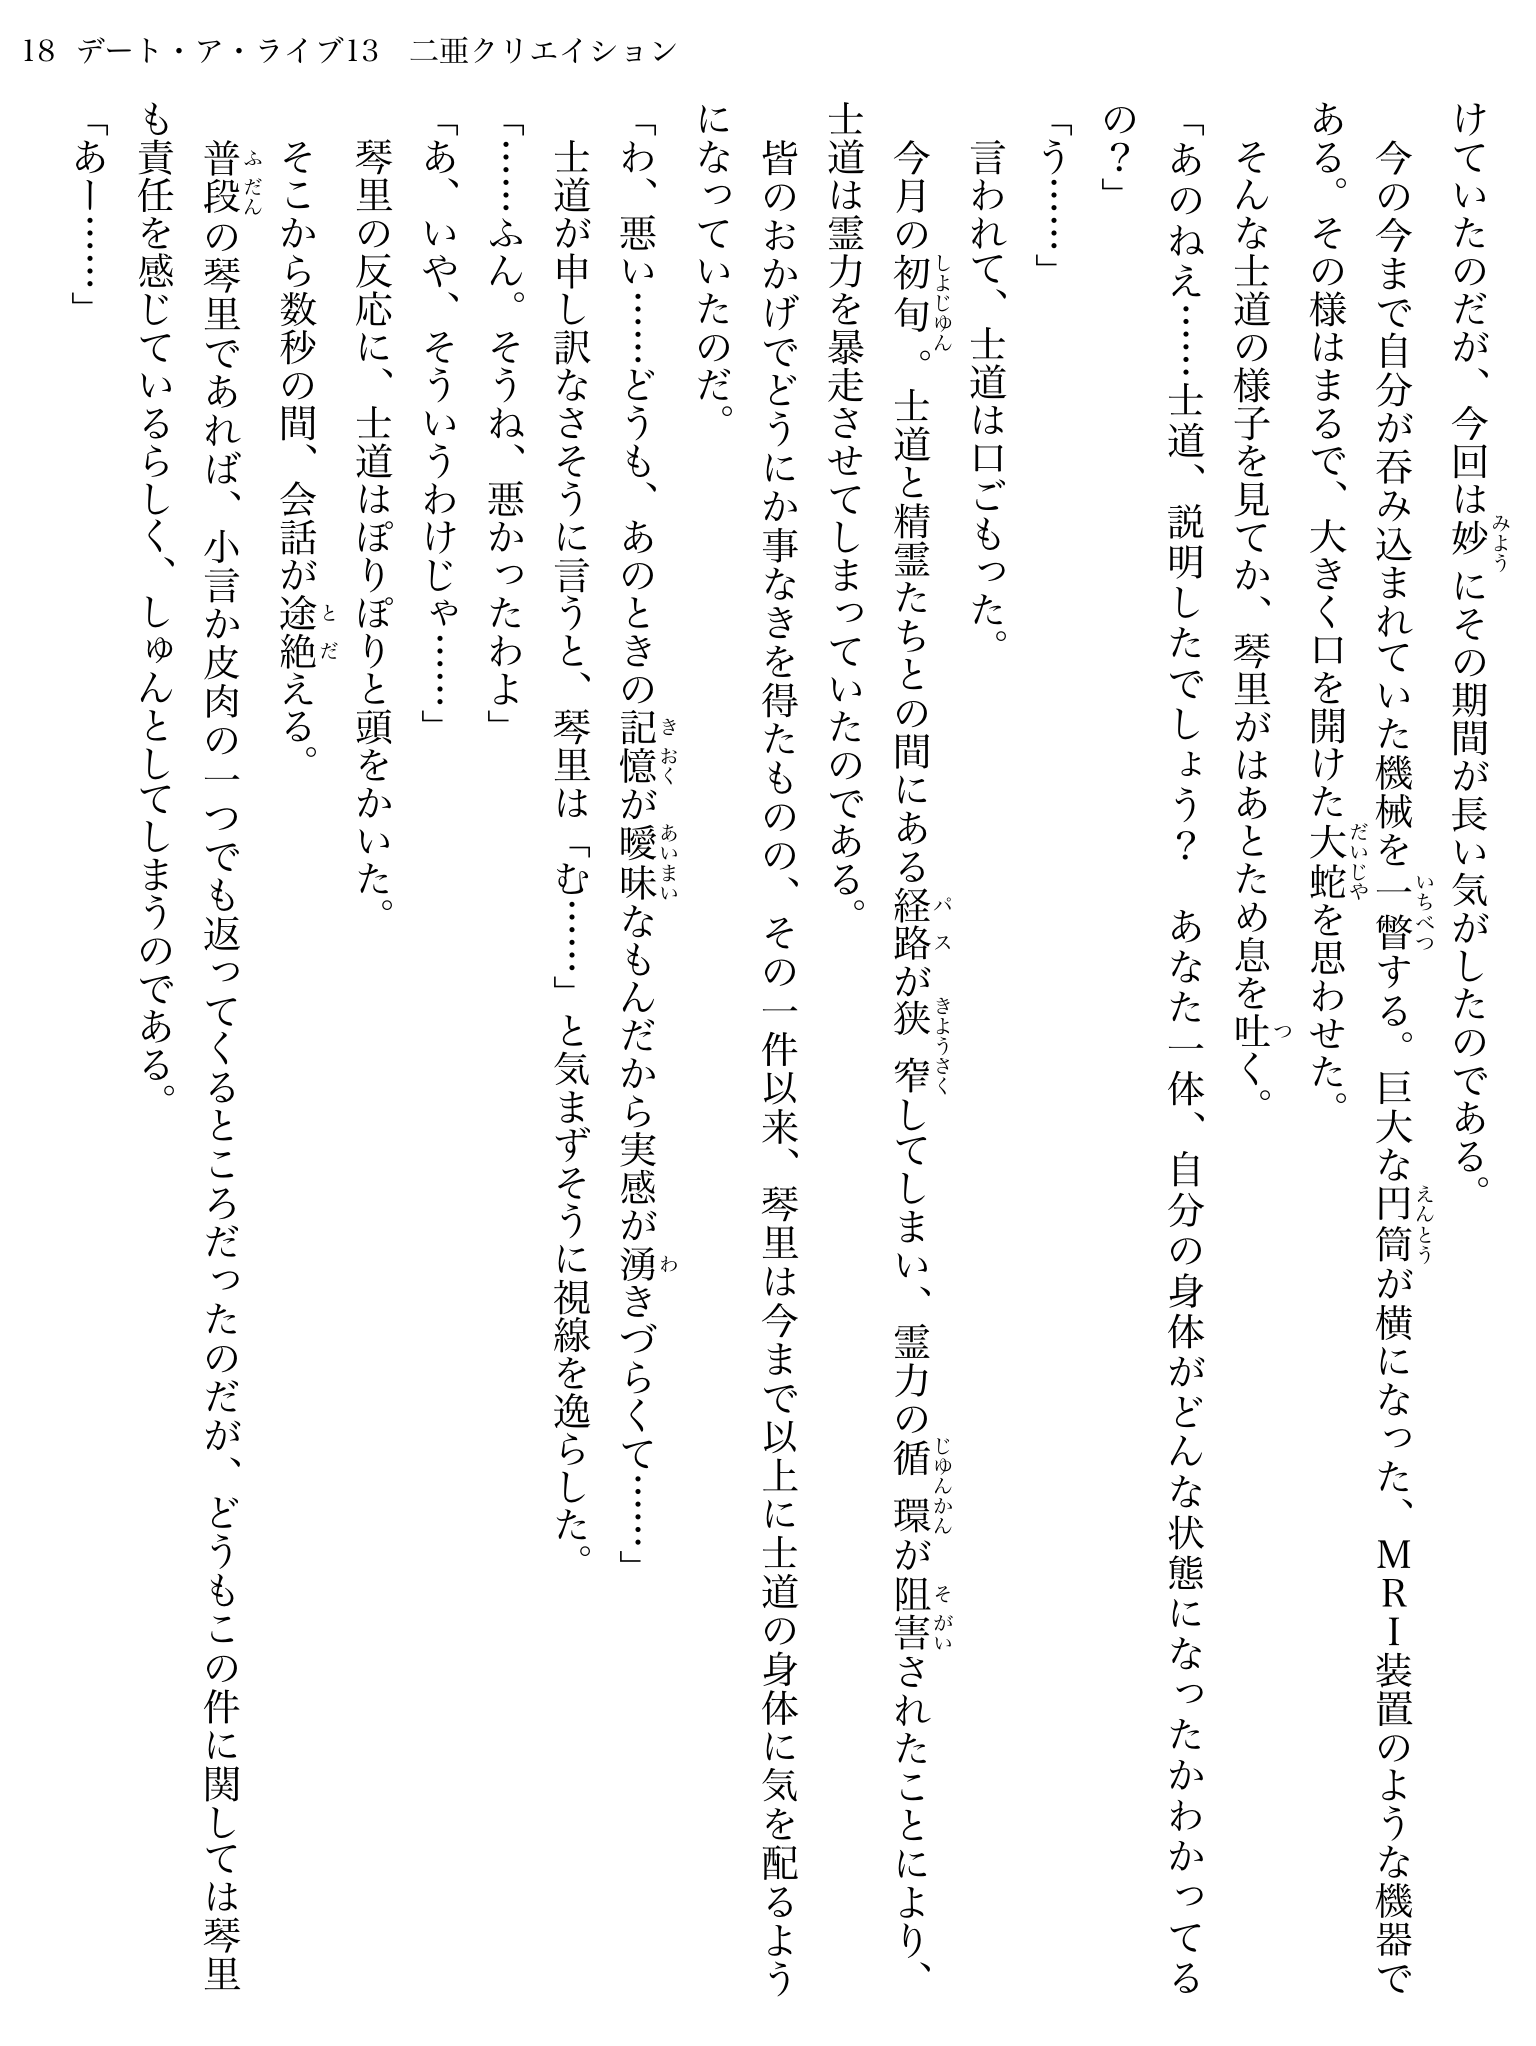 18 デート・ア・ライブ13　二亜クリエイション
けていたのだが、今回は妙にその期間が長い気がしたのである。
　今の今まで自分が呑み込まれていた機械を一瞥する。巨大な円筒が横になった、ＭＲＩ装置のような機器で
ある。その様はまるで、大きく口を開けた大蛇を思わせた。
　そんな士道の様子を見てか、琴里がはあとため息を吐く。
「あのねえ……士道、説明したでしょう？　あなた一体、自分の身体がどんな状態になったかわかってる
の？」
「う……」
　言われて、士道は口ごもった。
　今月の初旬。士道と精霊たちとの間にある経路が狭窄してしまい、霊力の循環が阻害されたことにより、
士道は霊力を暴走させてしまっていたのである。
　皆のおかげでどうにか事なきを得たものの、その一件以来、琴里は今まで以上に士道の身体に気を配るよう
になっていたのだ。
「わ、悪い……どうも、あのときの記憶が曖昧なもんだから実感が湧きづらくて……」
　士道が申し訳なさそうに言うと、琴里は「む……」と気まずそうに視線を逸らした。
「……ふん。そうね、悪かったわよ」
「あ、いや、そういうわけじゃ……」
　琴里の反応に、士道はぽりぽりと頭をかいた。
　そこから数秒の間、会話が途絶える。
　普段の琴里であれば、小言か皮肉の一つでも返ってくるところだったのだが、どうもこの件に関しては琴里
も責任を感じているらしく、しゅんとしてしまうのである。
「あー……」